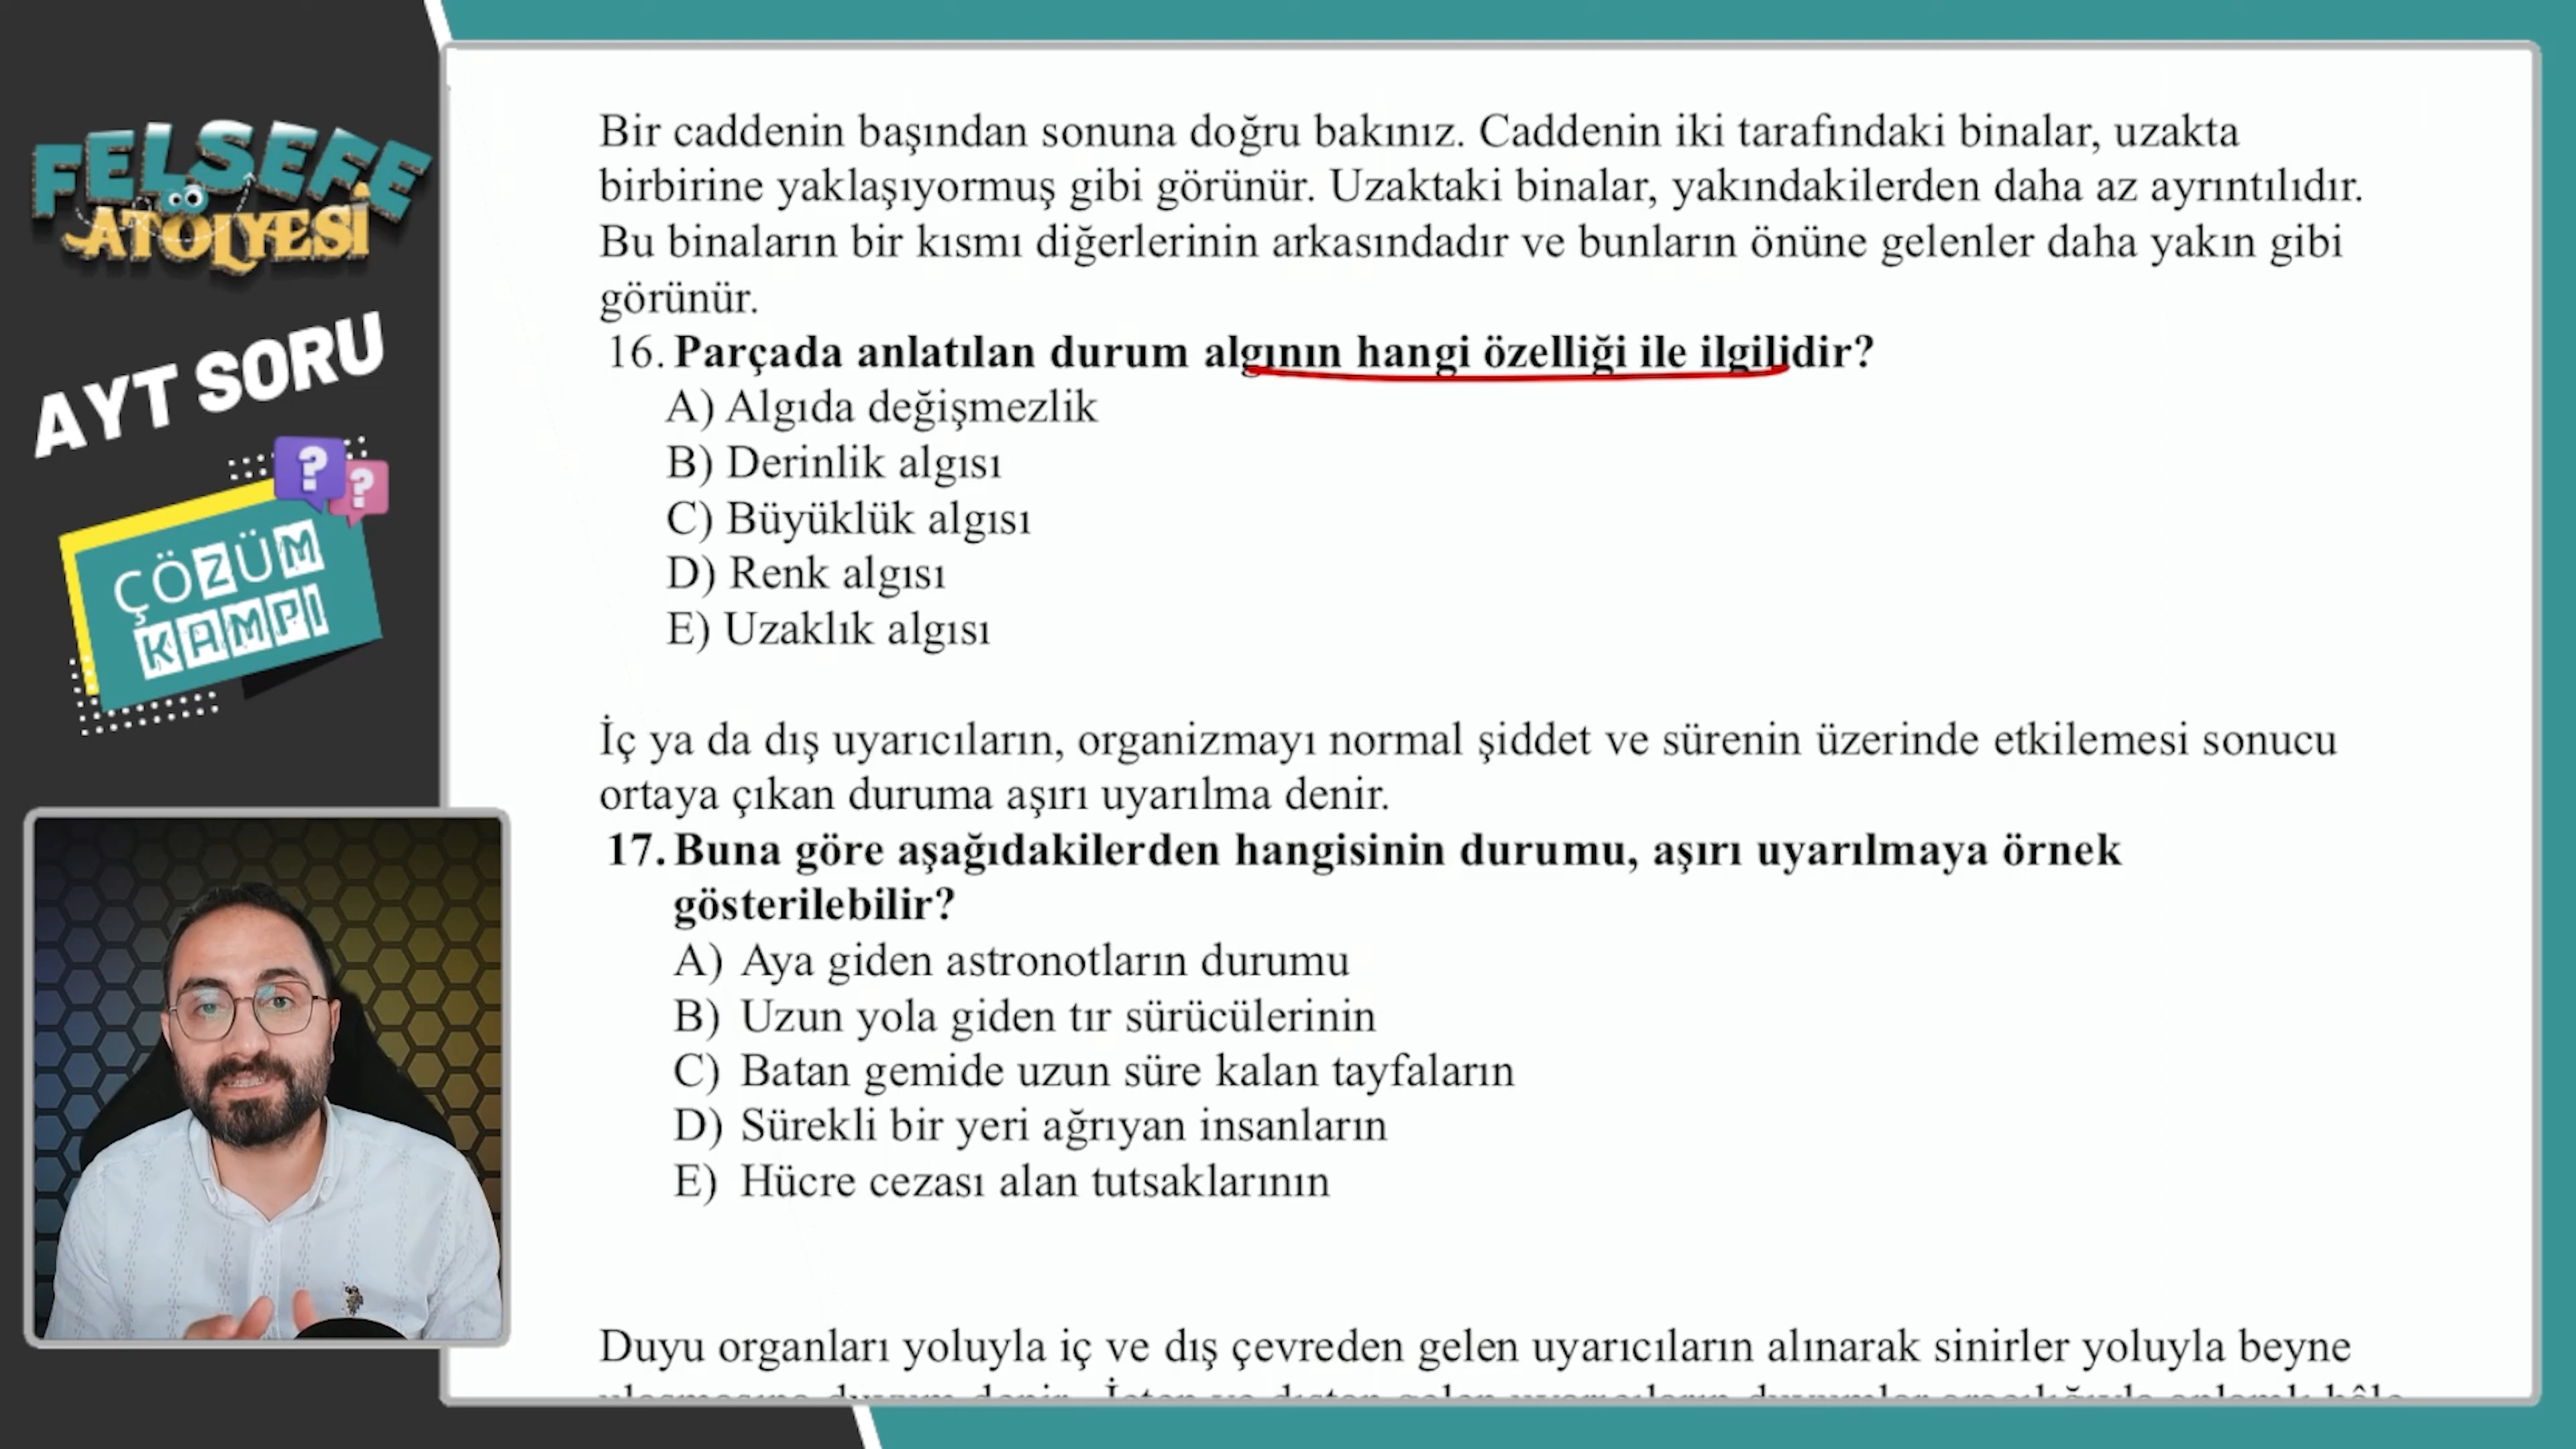 FELSEFE
ATÖLYESİ
AYT SORU
? ?
ÇÖZÜM
KAMPI
Bir caddenin başından sonuna doğru bakınız. Caddenin iki tarafındaki binalar, uzakta
birbirine yaklaşıyormuş gibi görünür. Uzaktaki binalar, yakındakilerden daha az ayrıntılıdır.
Bu binaların bir kısmı diğerlerinin arkasındadır ve bunların önüne gelenler daha yakın gibi
görünür.
16. Parçada anlatılan durum algının hangi özelliği ile ilgilidir?
A) Algıda değişmezlik
B) Derinlik algısı
C) Büyüklük algısı
D) Renk algısı
E) Uzaklık algısı
İç ya da dış uyarıcıların, organizmayı normal şiddet ve sürenin üzerinde etkilemesi sonucu
ortaya çıkan duruma aşırı uyarılma denir.
17. Buna göre aşağıdakilerden hangisinin durumu, aşırı uyarılmaya örnek
gösterilebilir?
A) Aya giden astronotların durumu
B) Uzun yola giden tır sürücülerinin
C) Batan gemide uzun süre kalan tayfaların
D) Sürekli bir yeri ağrıyan insanların
E) Hücre cezası alan tutsaklarının
Duyu organları yoluyla iç ve dış çevreden gelen uyarıcıların alınarak sinirler yoluyla beyne